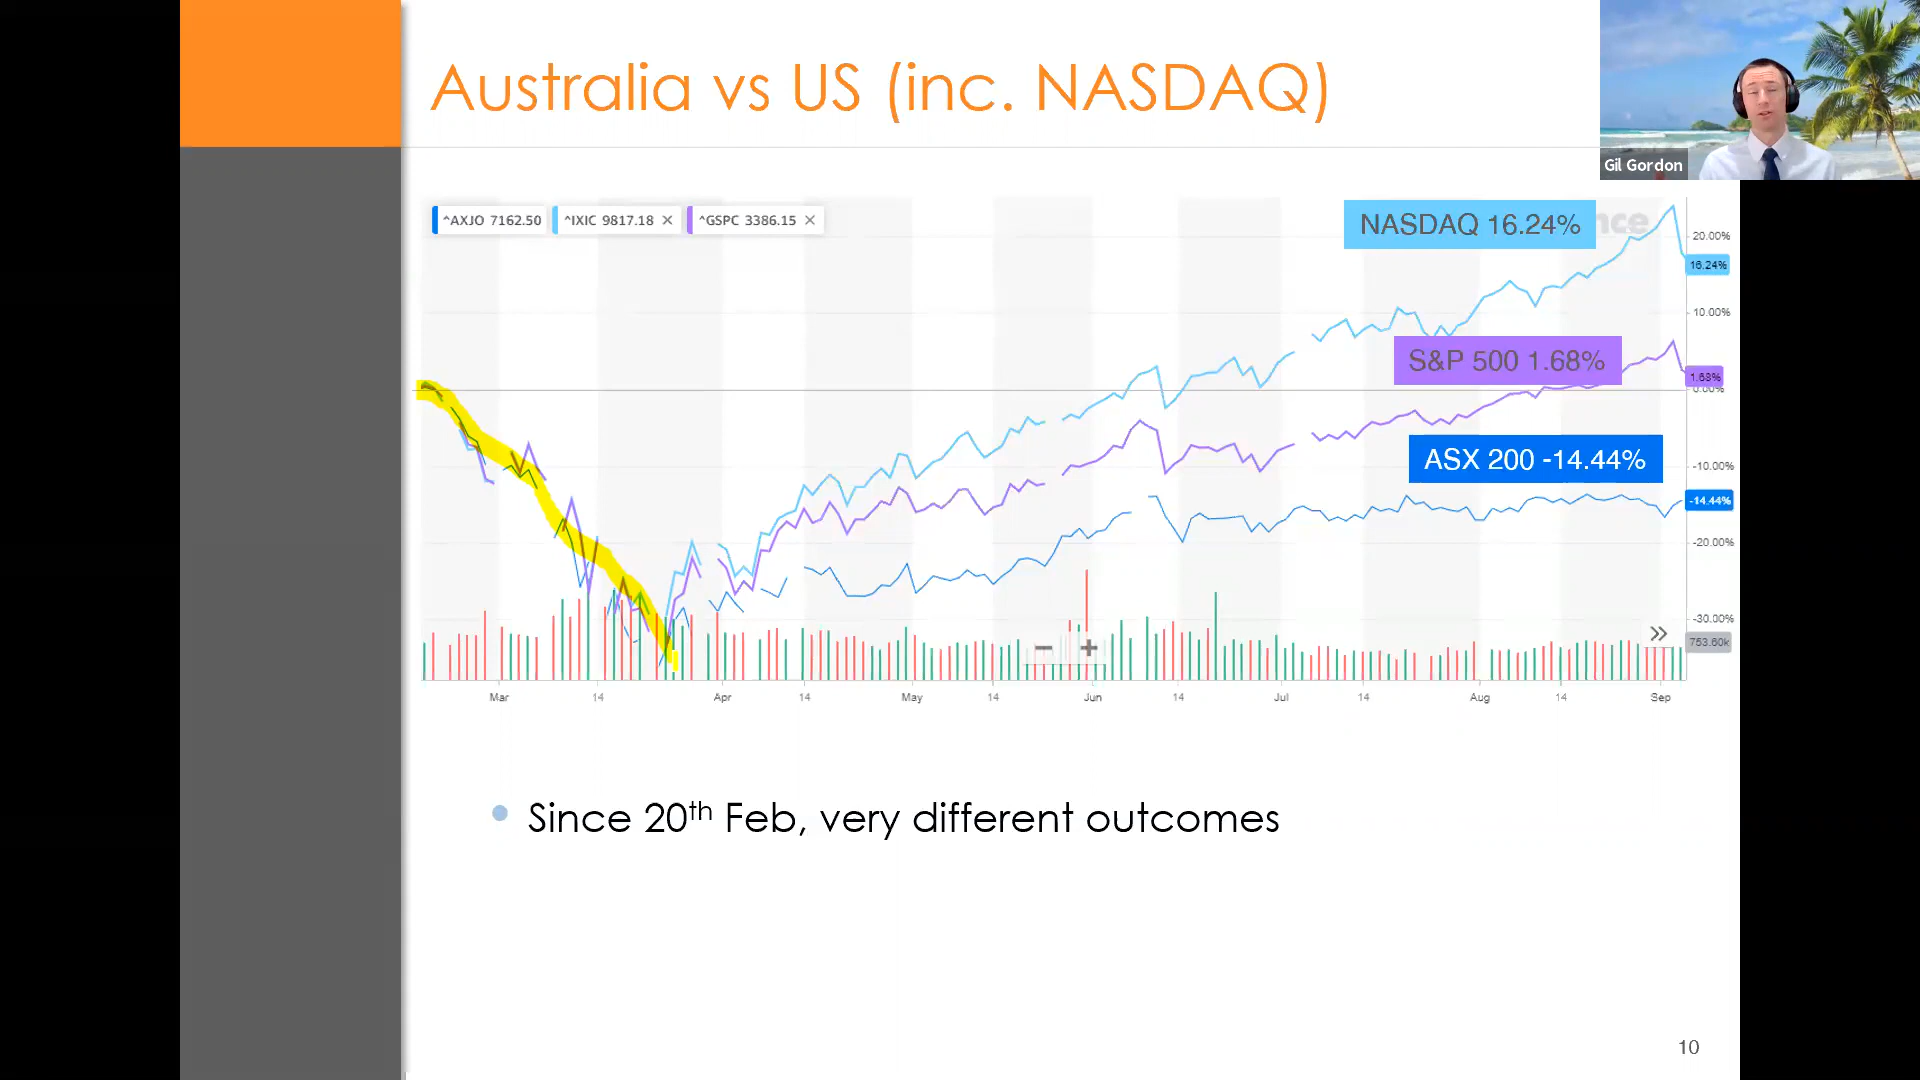 Australia vs US (inc. NASDAQ)
Gil Gordon
^AXJO 7162.50
^IXIC 9817.18 ×
^GSPC 3386.15 ×
NASDAQ 16.24%
nce
20.00%
16.24%
10.00%
S&P 500 1.68%
1.68%
0.00%
ASX 200 -14.44%
-10.00%
-14.44%
-20.00%
-30.00%
753.60k
Mar 14 Apr 14 May 14 Jun 14 Jul 14 Aug 14 Sep
• Since 20th Feb, very different outcomes
10